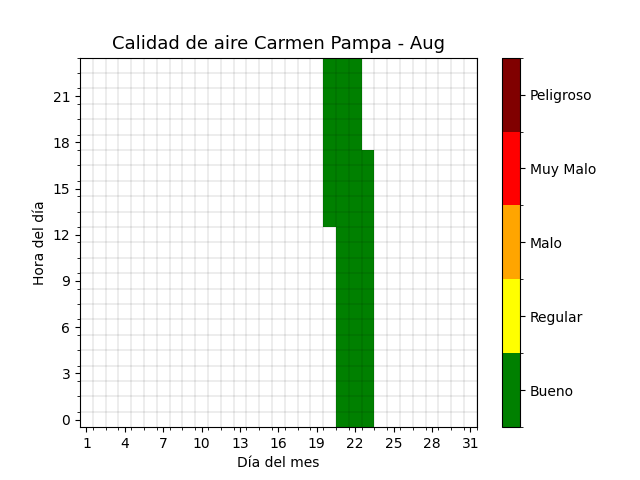 Calidad de aire Carmen Pampa - Aug
Hora del día
21
18
15
12
9
6
3
0
1 4 7 10 13 16 19 22 25 28 31
Día del mes
Peligroso
Muy Malo
Malo
Regular
Bueno